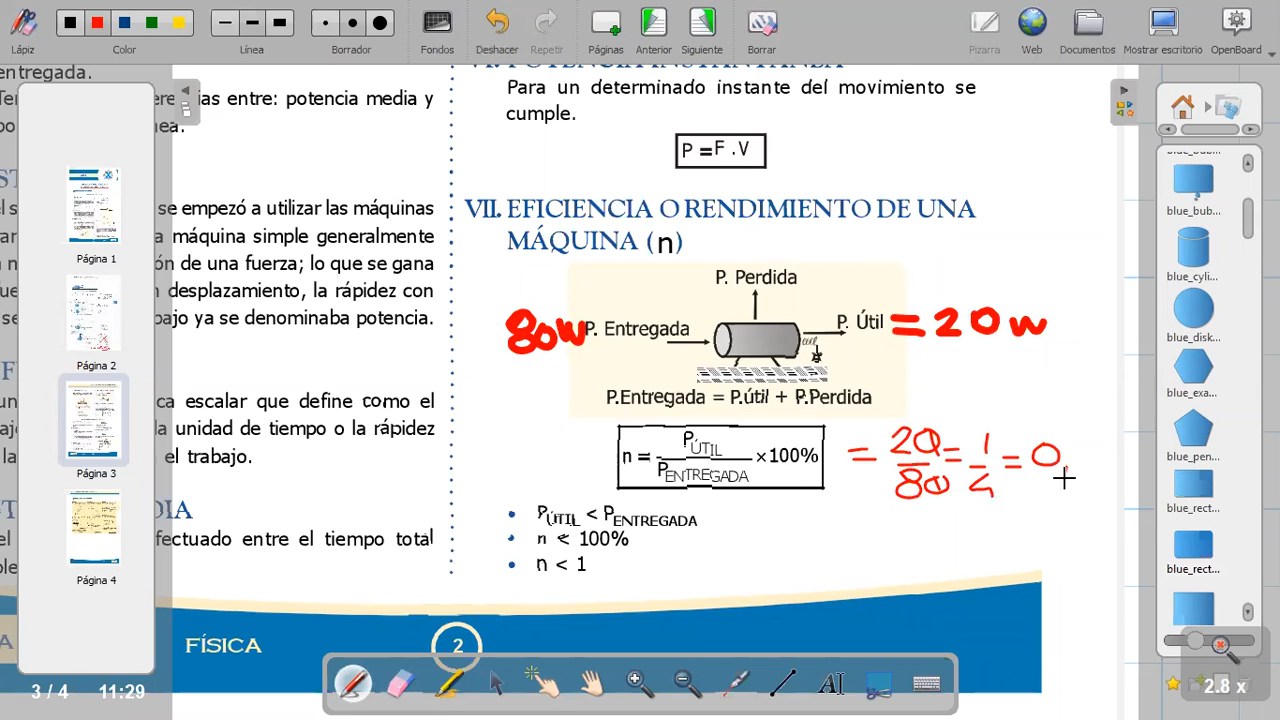 Lápiz
Color
Línea
Borrador
Fondos
Deshacer
Repetir
Páginas
Anterior
Siguiente
Borrar
Pizarra
Web
Documentos
Mostrar escritorio
OpenBoard
entregada.
entre: potencia media y
se empezó a utilizar las máquinas
máquina simple generalmente
ón de una fuerza; lo que se gana
desplazamiento, la rápidez con
bajo ya se denominaba potencia.
ca escalar que define como el
la unidad de tiempo o la rápidez
el trabajo.
DIA
efectuado entre el tiempo total
Página 1
Página 2
Página 3
Página 4
Para un determinado instante del movimiento se
cumple.
P = F . V
VII. EFICIENCIA O RENDIMIENTO DE UNA
MÁQUINA (n)
P. Perdida
80w P. Entregada
P. Útil = 20 w
P.Entregada = P.útil + P.Perdida
n = PÚTIL / PENTREGADA ×100% = 20/80 = 1/4 = 0,
• PÚTIL < PENTREGADA
• n < 100%
• n < 1
FÍSICA
2
blue_bub...
blue_cyli...
blue_disk...
blue_exa...
blue_pen...
blue_rect...
blue_rect...
3 / 4 11:29
2.8 x